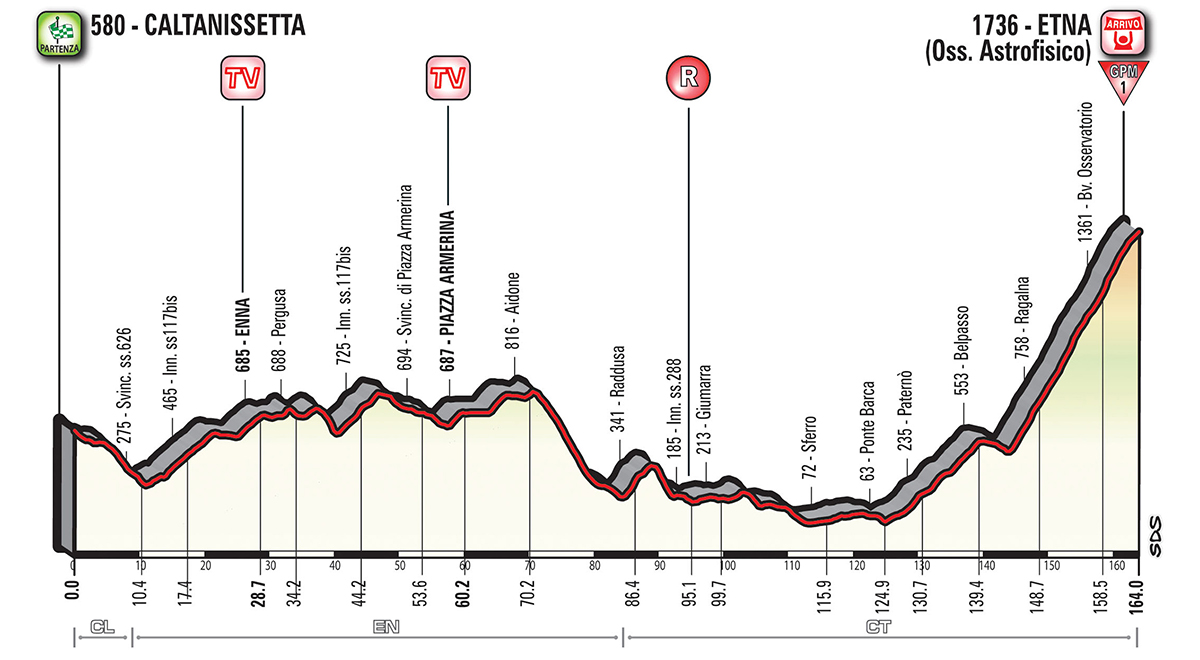 580 - CALTANISSETTA
PARTENZA
TV
TV
R
1736 - ETNA
(Oss. Astrofisico)
ARRIVO
GPM
1
275 - Svinc. ss.626
465 - Inn. ss117bis
685 - ENNA
688 - Pergusa
725 - Inn. ss.117bis
694 - Svinc. di Piazza Armerina
687 - PIAZZA ARMERINA
816 - Aidone
341 - Raddusa
185 - Inn. ss.288
213 - Giumarra
72 - Sferro
63 - Ponte Barca
235 - Paternò
553 - Belpasso
758 - Ragalna
1361 - Bv. Osservatorio
SDS
0 10 20 30 40 50 60 70 80 90 100 110 120 130 140 150 160
0.0 10.4 17.4 28.7 34.2 44.2 53.6 60.2 70.2 86.4 95.1 99.7 115.9 124.9 130.7 139.4 148.7 158.5 164.0
CL EN CT